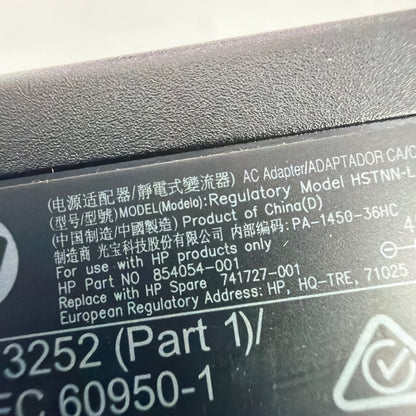 (电源适配器/靜電式變流器) AC Adapter/ADAPTADOR CA/C
(型号/型號)MODEL(Modelo):Regulatory Model HSTNN-L
(中国制造/中國製造) Product of China(D)
制造商 光宝科技股份有限公司 内部编码: PA-1450-36HC
For use with HP products only
HP Part NO 854054-001
Replace with HP Spare 741727-001
European Regulatory Address: HP, HQ-TRE, 71025
3252 (Part 1)/
EC 60950-1